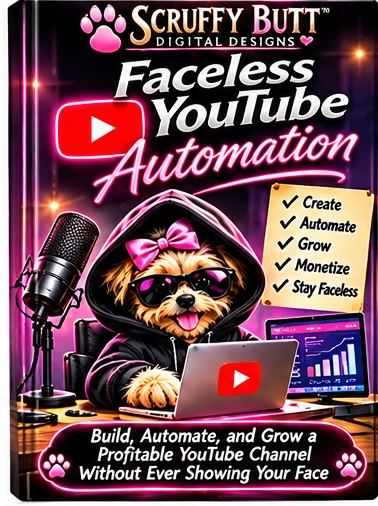 SCRUFFY BUTT™
DIGITAL DESIGNS
Faceless
YouTube
Automation
✓ Create
✓ Automate
✓ Grow
✓ Monetize
✓ Stay Faceless
Build, Automate, and Grow a
Profitable YouTube Channel
Without Ever Showing Your Face